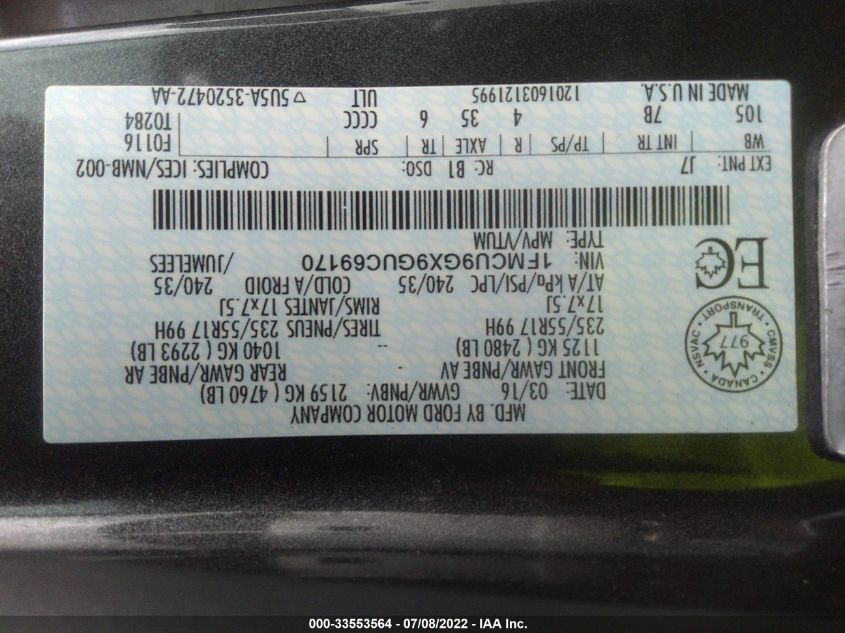 MFD. BY FORD MOTOR COMPANY
DATE: 03/16 GVWR/PNBV: 2159 KG ( 4760 LB)
FRONT GAWR/PNBE AV REAR GAWR/PNBE AR
1125 KG ( 2480 LB) -- 1040 KG ( 2293 LB)
235/55R17 99H TIRES/PNEUS 235/55R17 99H
17x7.5J RIMS/JANTES 17x7.5J
AT/A kPa/PSI/LPC 240/35 COLD/A FROID 240/35
VIN: 1FMCU9GX9GUC69170 /JUMELEES
TYPE: MPV/VTUM
CMVSS - CANADA - NSVAC • TRANSPORT •
977
EC
EXT PNT: J7 RC: B1 DSO: COMPLIES: ICES/NMB-002
WB INT TR TP/PS R AXLE TR SPR F0116
105 7B 4 35 6 CCCC T0284
MADE IN U.S.A. 120160312​1995 ULT ▽ 5U5A-3520472-AA
000-33553564 - 07/08/2022 - IAA Inc.